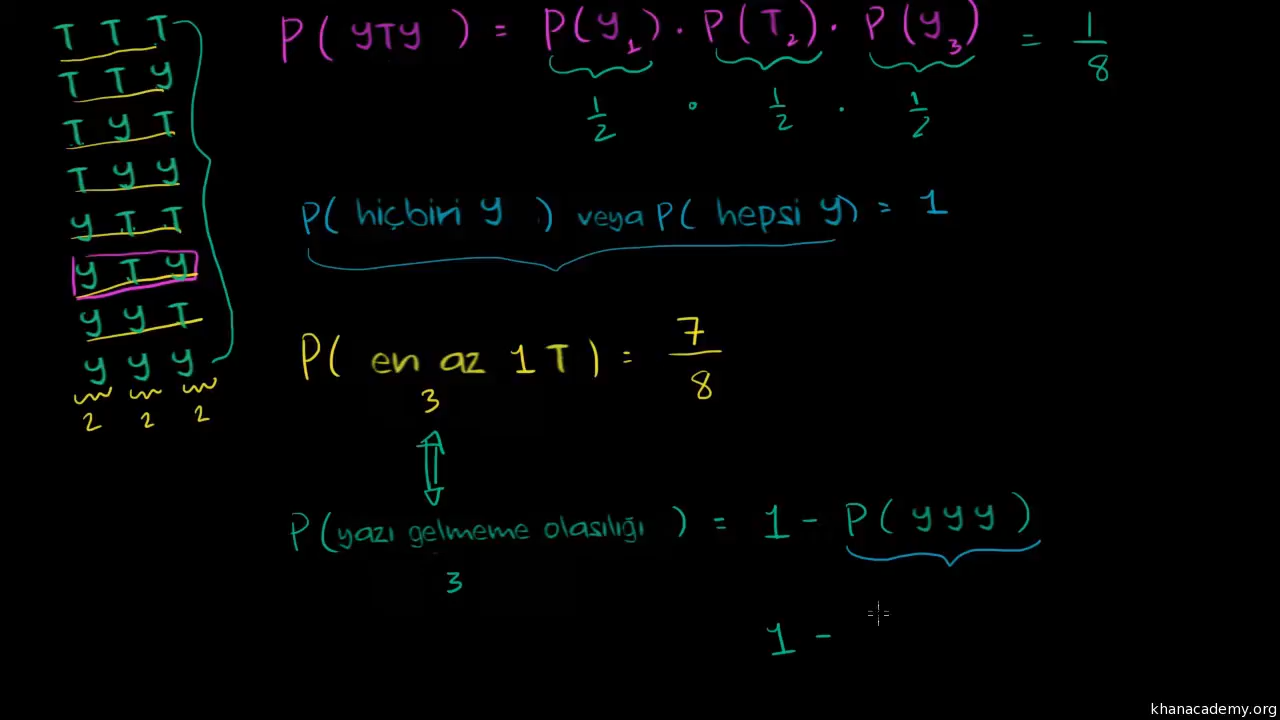 T T T
T T Y
T Y T
T Y Y
Y T T
Y T Y
Y Y T
Y Y Y
2 2 2
P( YTY ) = P(Y₁) · P(T₂) · P(Y₃) = 1/8
1/2 · 1/2 · 1/2
P( hiçbiri y ) veya P( hepsi y) = 1
P( en az 1 T ) = 7/8
3
P(yazı gelmeme olasılığı ) = 1 - P( y y y )
3
1 -
khanacademy.org